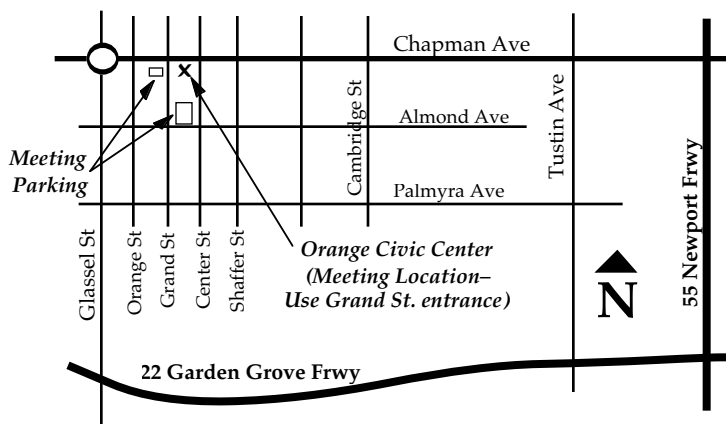 Chapman Ave
Almond Ave
Meeting
Parking
Cambridge St
Tustin Ave
Palmyra Ave
Glassel St
Orange St
Grand St
Center St
Shaffer St
Orange Civic Center
(Meeting Location–
Use Grand St. entrance)
N
55 Newport Frwy
22 Garden Grove Frwy